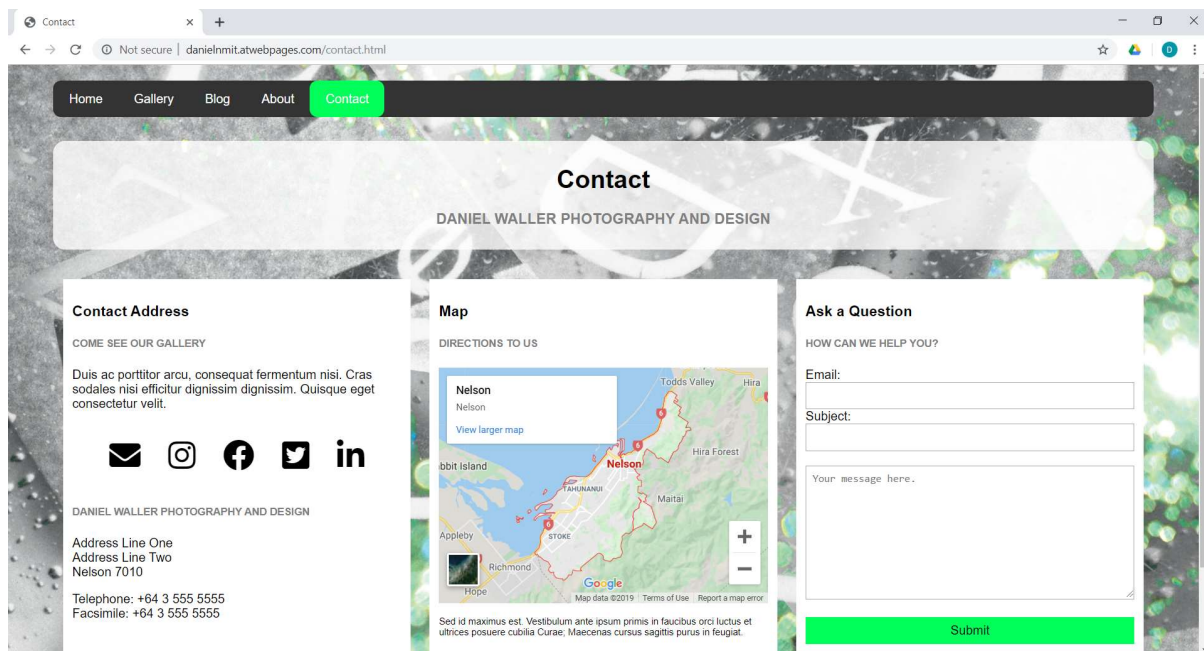 Contact
Not secure | danielnmit.atwebpages.com/contact.html
D
Home Gallery Blog About Contact
Contact
DANIEL WALLER PHOTOGRAPHY AND DESIGN
Contact Address
COME SEE OUR GALLERY
Duis ac porttitor arcu, consequat fermentum nisi. Cras
sodales nisi efficitur dignissim dignissim. Quisque eget
consectetur velit.
DANIEL WALLER PHOTOGRAPHY AND DESIGN
Address Line One
Address Line Two
Nelson 7010
Telephone: +64 3 555 5555
Facsimile: +64 3 555 5555
Map
DIRECTIONS TO US
Nelson
Nelson
View larger map
Todds Valley
Hira
6
6
Hira Forest
bbit Island
Nelson
TAHUNANUI
Maitai
6
Appleby
STOKE
Richmond
Hope
Google
Map data ©2019 Terms of Use Report a map error
Sed id maximus est. Vestibulum ante ipsum primis in faucibus orci luctus et
ultrices posuere cubilia Curae; Maecenas cursus sagittis purus in feugiat.
Ask a Question
HOW CAN WE HELP YOU?
Email:
Subject:
Your message here.
Submit